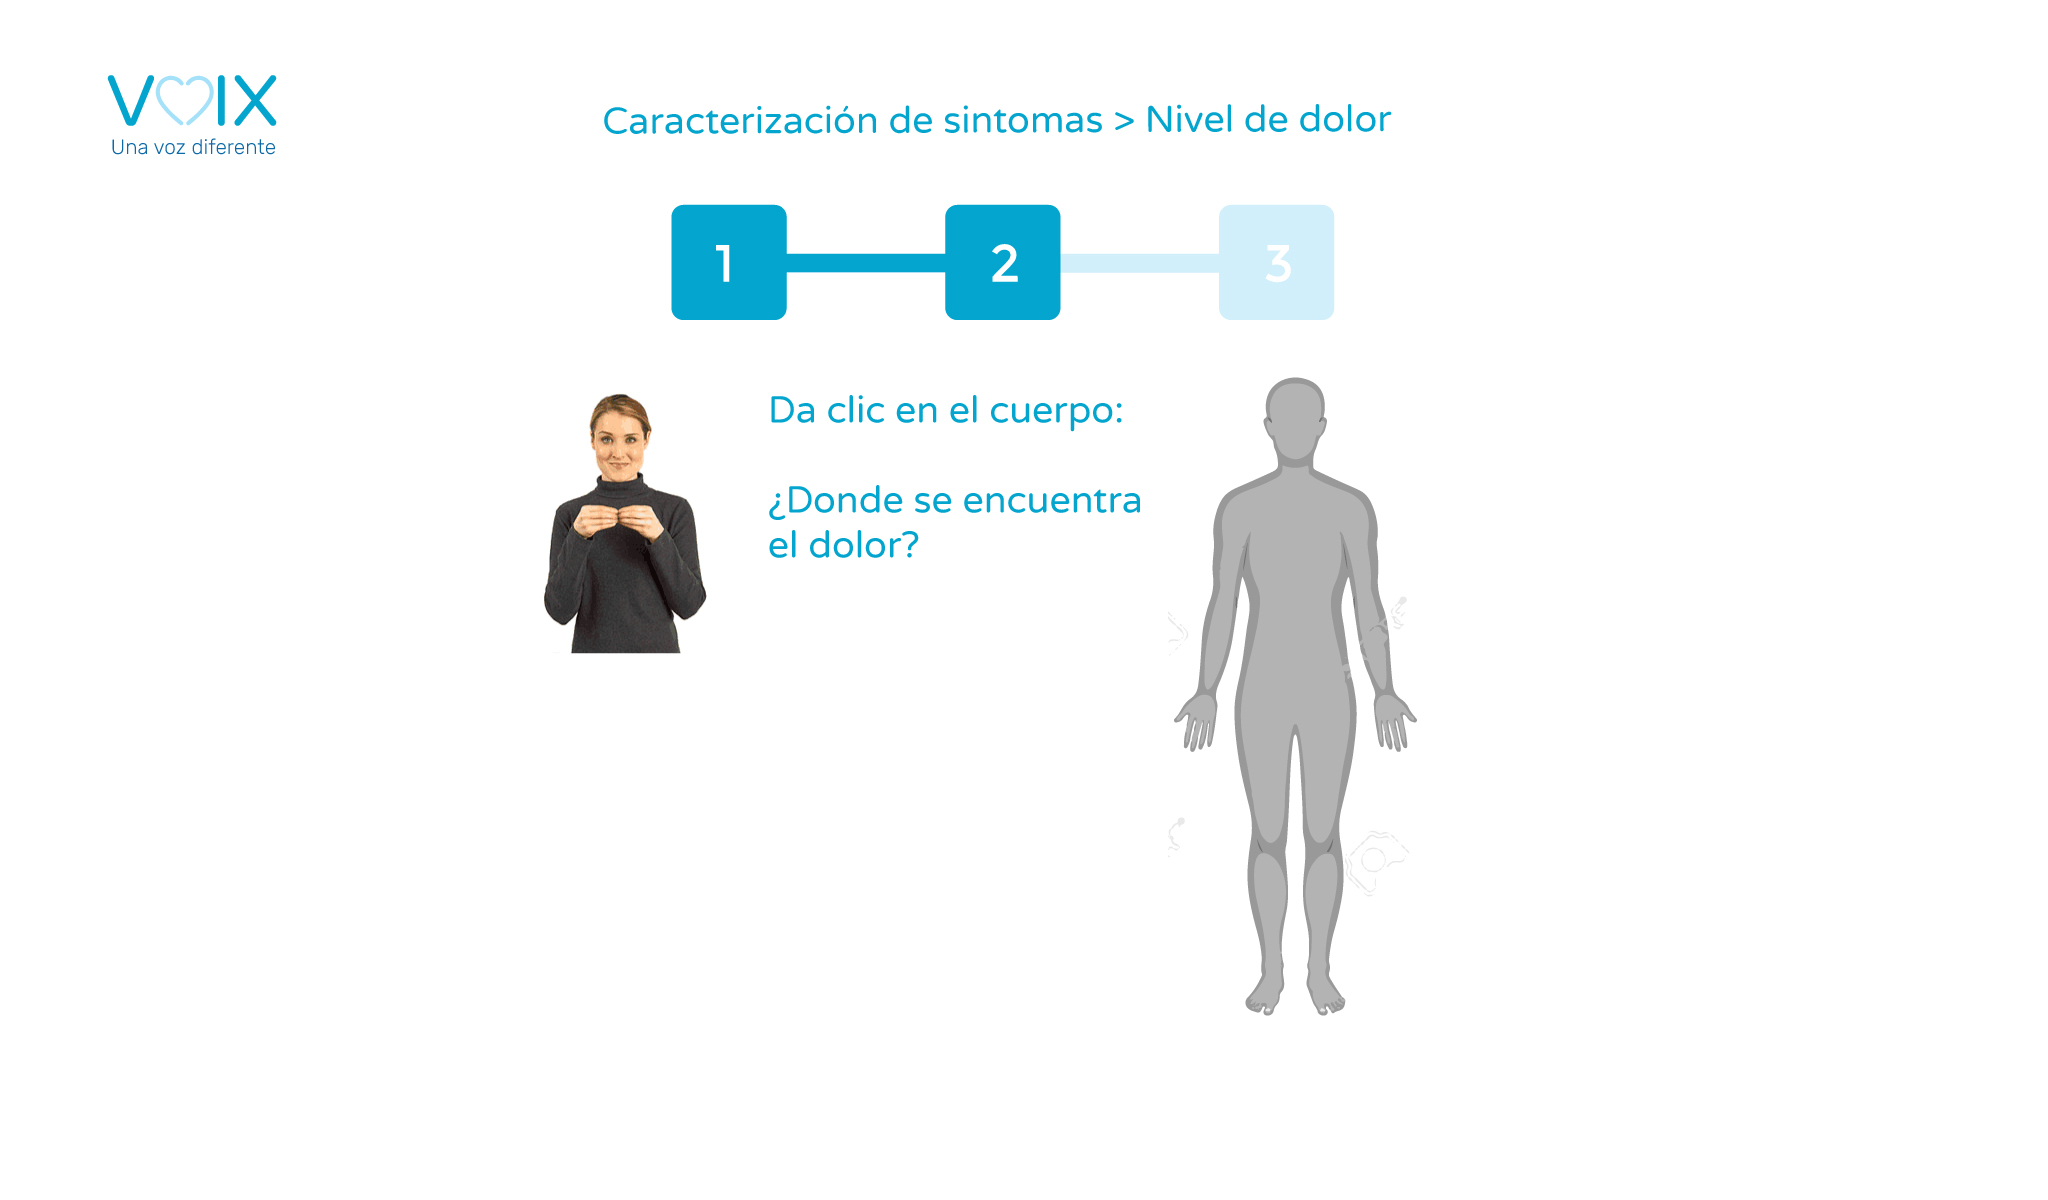 VOIX
Una voz diferente
Caracterización de sintomas > Nivel de dolor
1
2
3
Da clic en el cuerpo:
¿Donde se encuentra
el dolor?